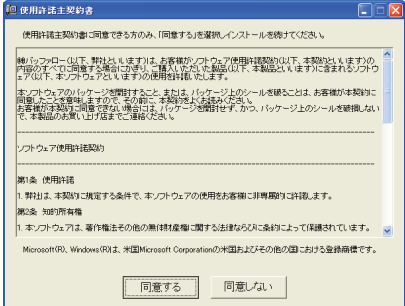 使用許諾主契約書
使用許諾主契約書に同意できる方のみ、「同意する」を選択しインストールを続けてください。
㈱バッファロー(以下、弊社といいます)は、お客様がソフトウェア使用許諾契約(以下、本契約といいます)の
内容のすべてに同意する場合にかぎり、ご購入いただいた製品(以下、本製品といいます)に含まれるソフトウ
ェア(以下、本ソフトウェアといいます)の使用を許諾いたします。
本ソフトウェアのパッケージを開封すること、または、パッケージ上のシールを破ることは、お客様が本契約に
同意したことを意味しますので、その前に、本契約をよくお読みください。
お客様が本契約に同意できない場合には、パッケージを開封せず、かつ、パッケージ上のシールを破損しない
で、本製品のお買い上げ店までご連絡ください。
ソフトウェア使用許諾契約
第1条 使用許諾
1. 弊社は、本契約に規定する条件で、本ソフトウェアの使用をお客様に非専属的に許諾します。
第2条 知的所有権
1. 本ソフトウェアは、著作権法その他の無体財産権に関する法律ならびに条約によって保護されています。
Microsoft(R)、Windows(R)は、米国Microsoft Corporationの米国およびその他の国における登録商標です。
同意する
同意しない